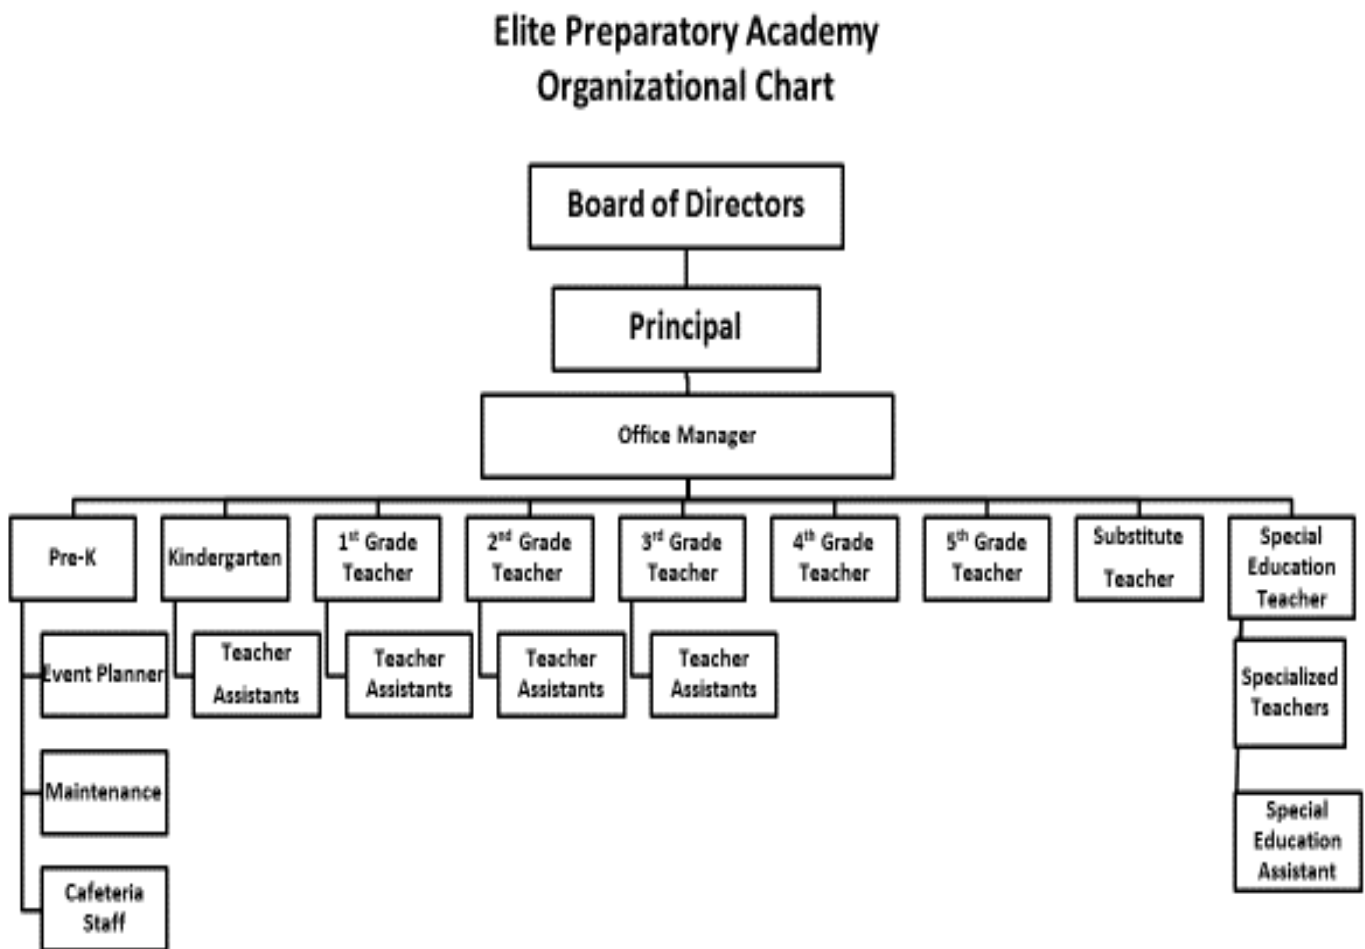 Elite Preparatory Academy
Organizational Chart
Board of Directors
Principal
Office Manager
Pre-K
Kindergarten
1st Grade
Teacher
2nd Grade
Teacher
3rd Grade
Teacher
4th Grade
Teacher
5th Grade
Teacher
Substitute
Teacher
Special
Education
Teacher
Event Planner
Teacher
Assistants
Teacher
Assistants
Teacher
Assistants
Teacher
Assistants
Specialized
Teachers
Maintenance
Special
Education
Assistant
Cafeteria
Staff